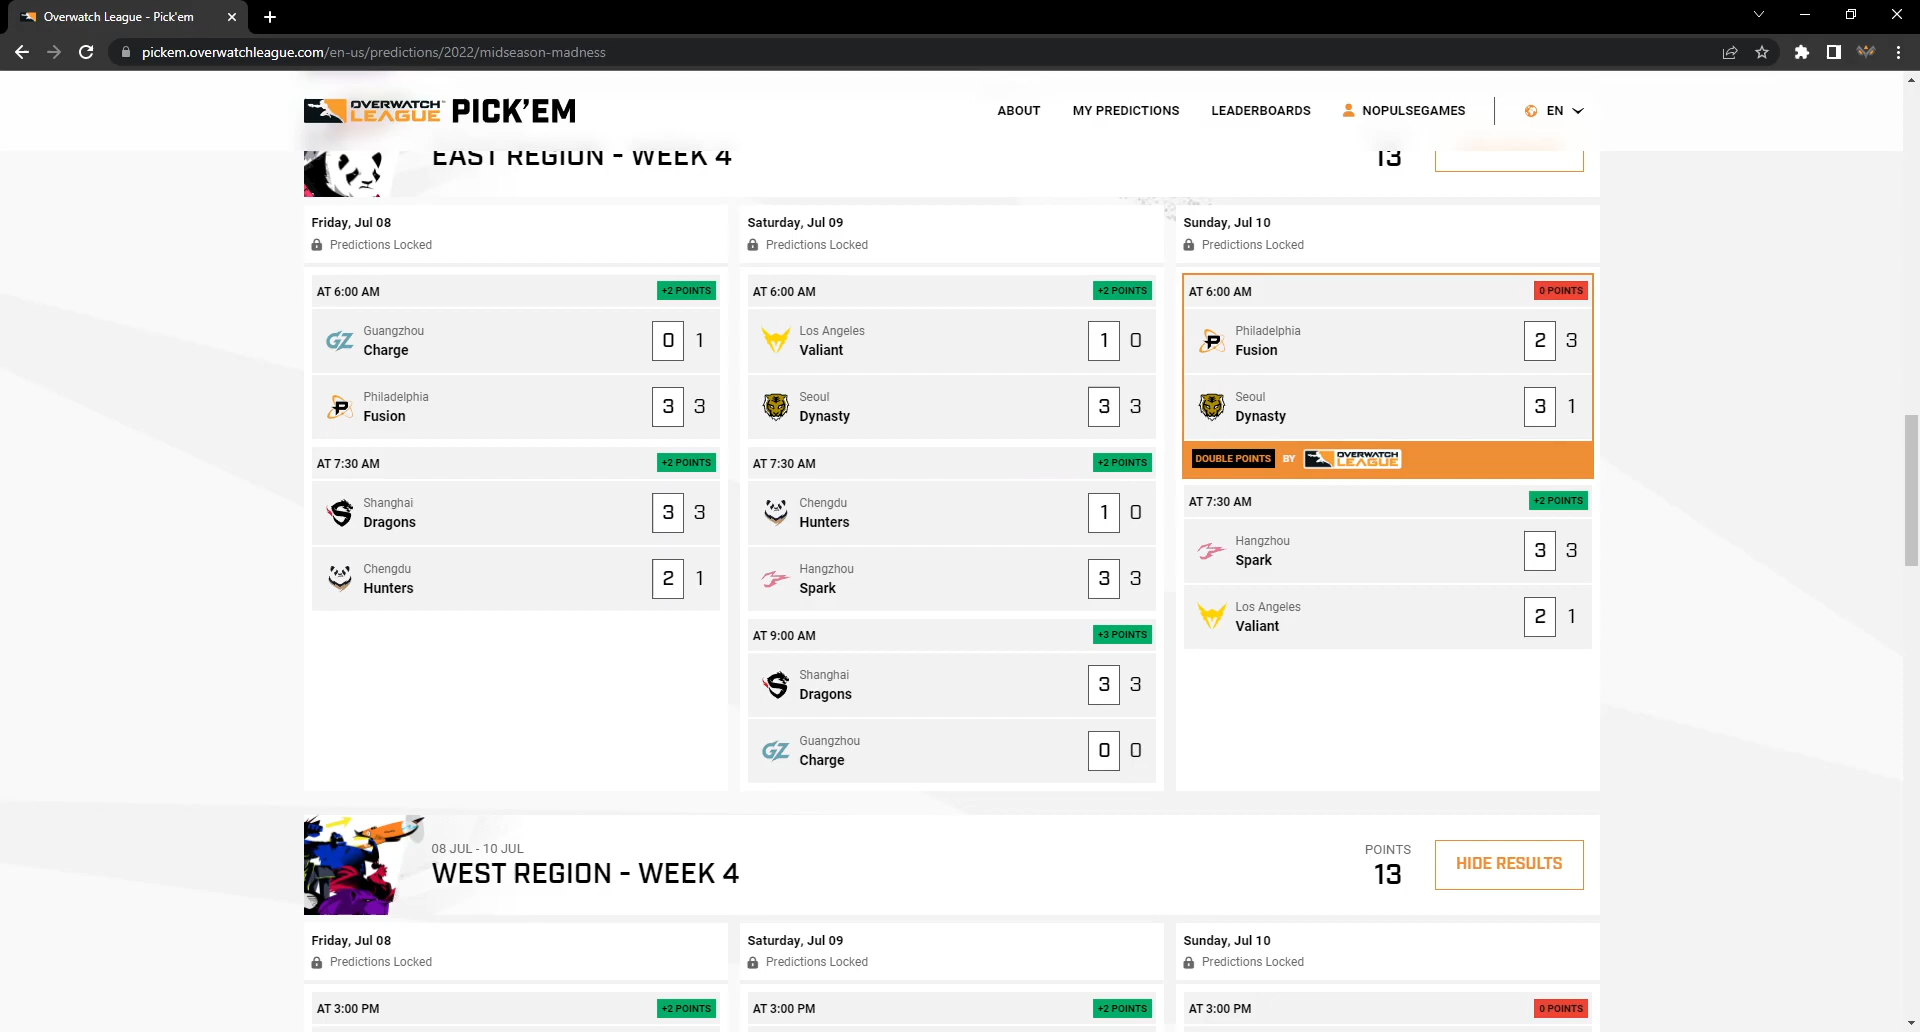 Overwatch League - Pick'em
pickem.overwatchleague.com/en-us/predictions/2022/midseason-madness
OVERWATCH LEAGUE PICK'EM
ABOUT
MY PREDICTIONS
LEADERBOARDS
NOPULSEGAMES
EN
EAST REGION - WEEK 4
13
Friday, Jul 08
Predictions Locked
AT 6:00 AM
+2 POINTS
Guangzhou
Charge
0 1
Philadelphia
Fusion
3 3
AT 7:30 AM
+2 POINTS
Shanghai
Dragons
3 3
Chengdu
Hunters
2 1
Saturday, Jul 09
Predictions Locked
AT 6:00 AM
+2 POINTS
Los Angeles
Valiant
1 0
Seoul
Dynasty
3 3
AT 7:30 AM
+2 POINTS
Chengdu
Hunters
1 0
Hangzhou
Spark
3 3
AT 9:00 AM
+3 POINTS
Shanghai
Dragons
3 3
GZ
Guangzhou
Charge
0 0
Sunday, Jul 10
Predictions Locked
AT 6:00 AM
0 POINTS
Philadelphia
Fusion
2 3
Seoul
Dynasty
3 1
DOUBLE POINTS BY OVERWATCH LEAGUE
AT 7:30 AM
+2 POINTS
Hangzhou
Spark
3 3
Los Angeles
Valiant
2 1
08 JUL - 10 JUL
WEST REGION - WEEK 4
POINTS
13
HIDE RESULTS
Friday, Jul 08
Predictions Locked
AT 3:00 PM
+2 POINTS
Saturday, Jul 09
Predictions Locked
AT 3:00 PM
+2 POINTS
Sunday, Jul 10
Predictions Locked
AT 3:00 PM
0 POINTS